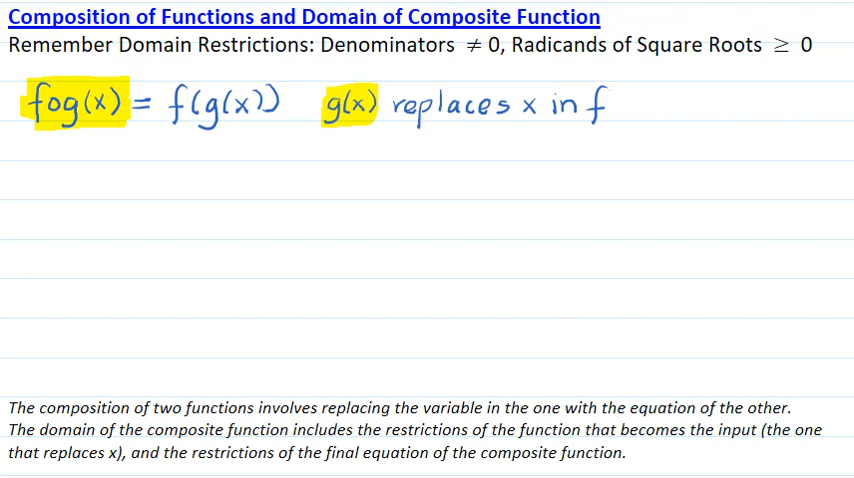 Composition of Functions and Domain of Composite Function
Remember Domain Restrictions: Denominators ≠ 0, Radicands of Square Roots ≥ 0
fog(x) = f(g(x)) g(x) replaces x in f
The composition of two functions involves replacing the variable in the one with the equation of the other.
The domain of the composite function includes the restrictions of the function that becomes the input (the one
that replaces x), and the restrictions of the final equation of the composite function.